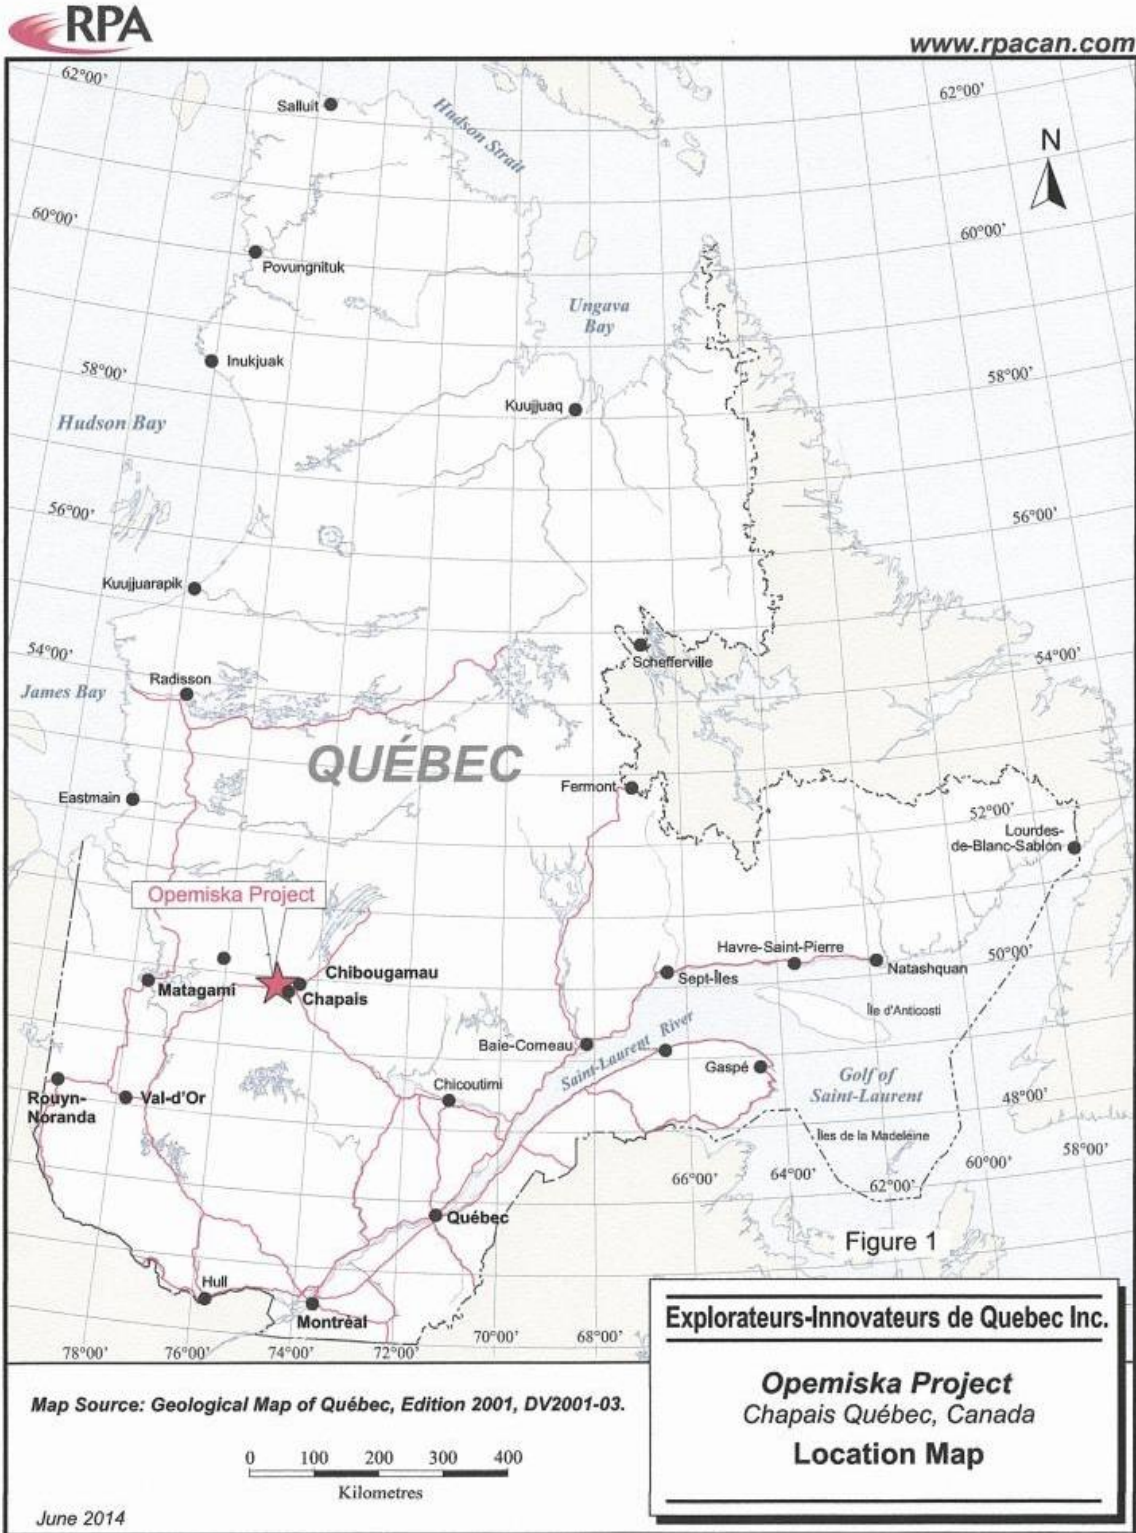 RPA
www.rpacan.com
62°00'
62°00'
Salluit
Hudson Strait
N
60°00'
60°00'
Povungnituk
Ungava
Bay
Inukjuak
58°00'
58°00'
Kuujjuaq
Hudson Bay
56°00'
56°00'
Kuujjuarapik
54°00'
54°00'
Schefferville
James Bay
Radisson
QUÉBEC
Fermont
Eastmain
52°00'
Lourdes-
de-Blanc-Sablon
Opemiska Project
Havre-Saint-Pierre
50°00'
Chibougamau
Natashquan
Matagami
Sept-Îles
Chapais
Île d'Anticosti
Saint-Laurent River
Baie-Comeau
Gaspé
Golf of
Saint-Laurent
Chicoutimi
48°00'
Rouyn-
Noranda
Val-d'Or
Îles de la Madeleine
58°00'
60°00'
66°00'
64°00'
62°00'
Québec
Figure 1
Hull
Montréal
78°00'
76°00'
74°00'
72°00'
70°00'
68°00'
Explorateurs-Innovateurs de Quebec Inc.
Opemiska Project
Chapais Québec, Canada
Location Map
Map Source: Geological Map of Québec, Edition 2001, DV2001-03.
0 100 200 300 400
Kilometres
June 2014